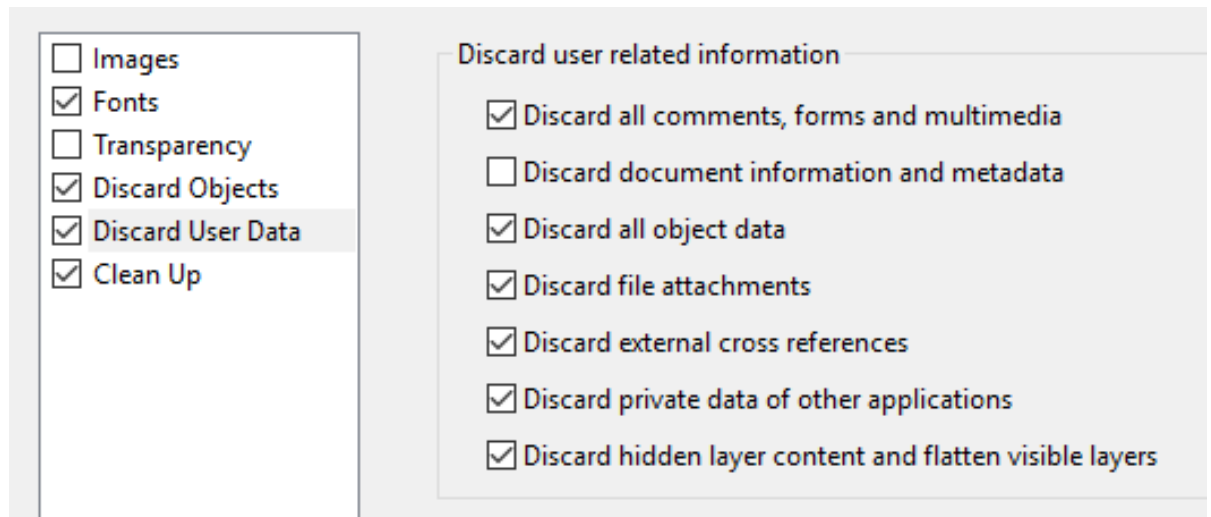 Images
Fonts
Transparency
Discard Objects
Discard User Data
Clean Up
Discard user related information
Discard all comments, forms and multimedia
Discard document information and metadata
Discard all object data
Discard file attachments
Discard external cross references
Discard private data of other applications
Discard hidden layer content and flatten visible layers